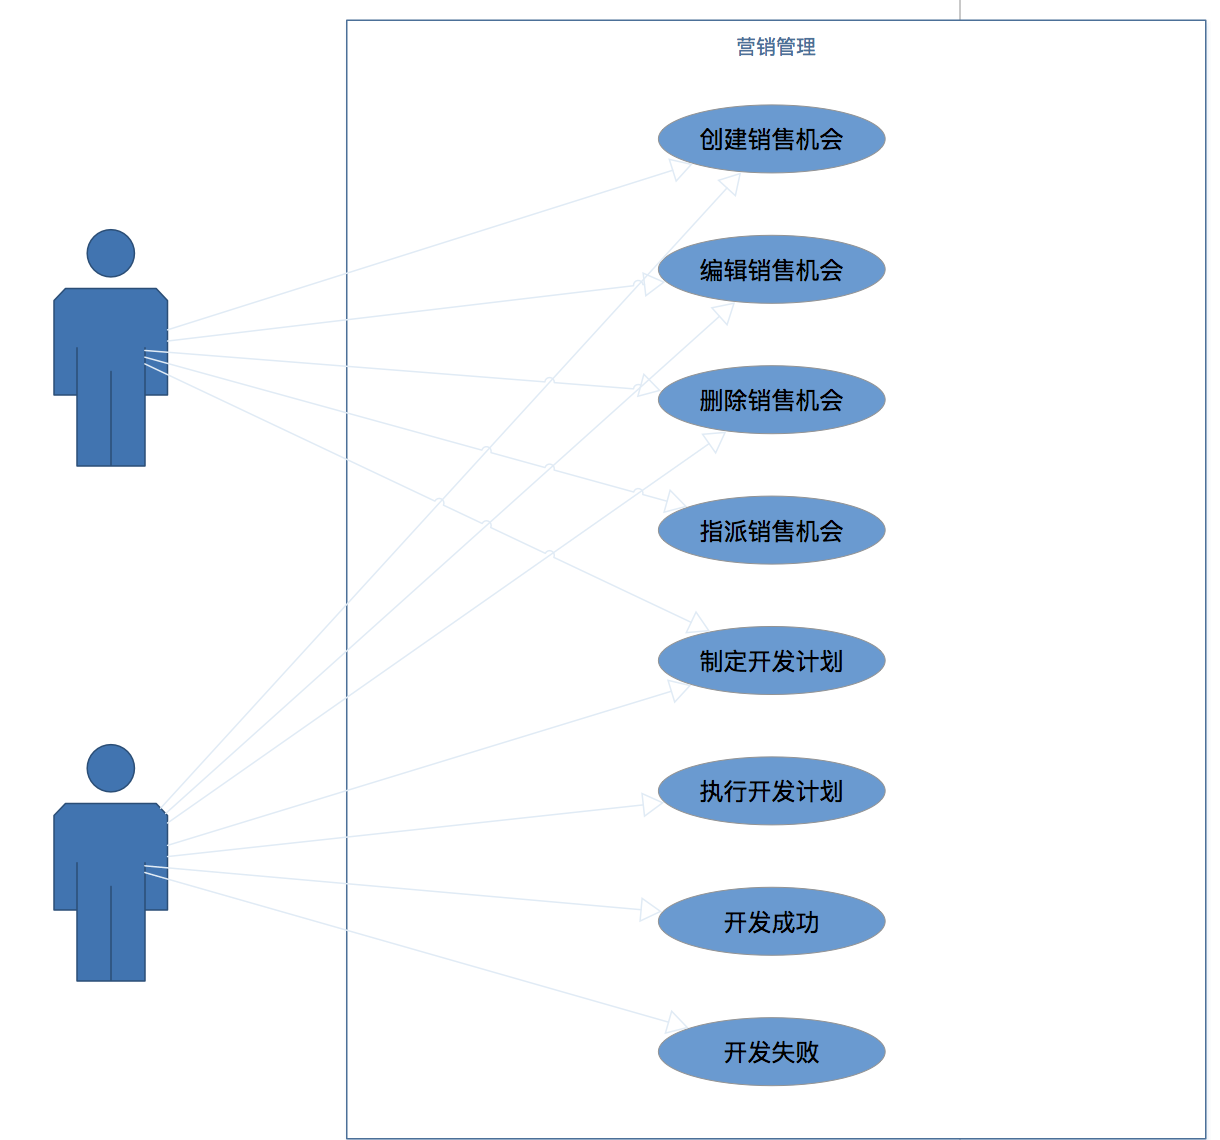 营销管理
创建销售机会
编辑销售机会
删除销售机会
指派销售机会
制定开发计划
执行开发计划
开发成功
开发失败